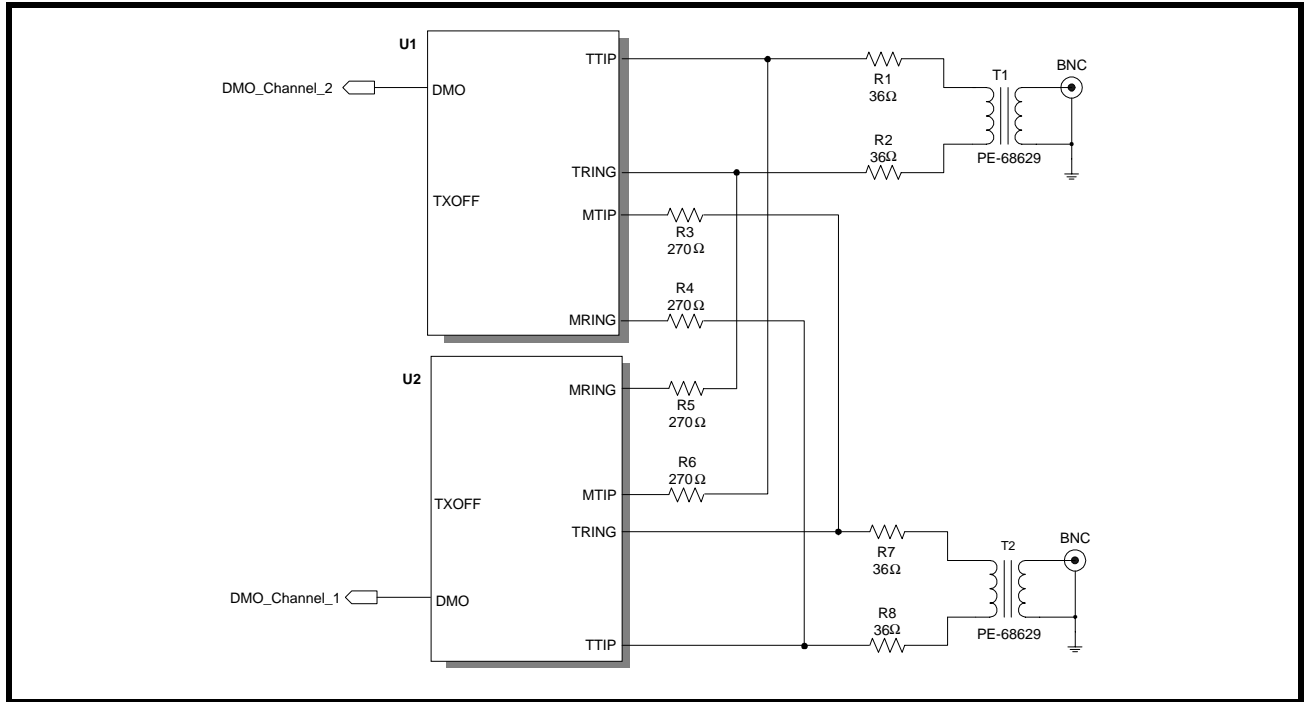 U1
TTIP
DMO_Channel_2
DMO
TRING
TXOFF
MTIP
MRING
R1
36Ω
R2
36Ω
T1
BNC
PE-68629
R3
270Ω
R4
270Ω
U2
MRING
TXOFF
MTIP
TRING
DMO_Channel_1
DMO
TTIP
R5
270Ω
R6
270Ω
R7
36Ω
R8
36Ω
T2
BNC
PE-68629